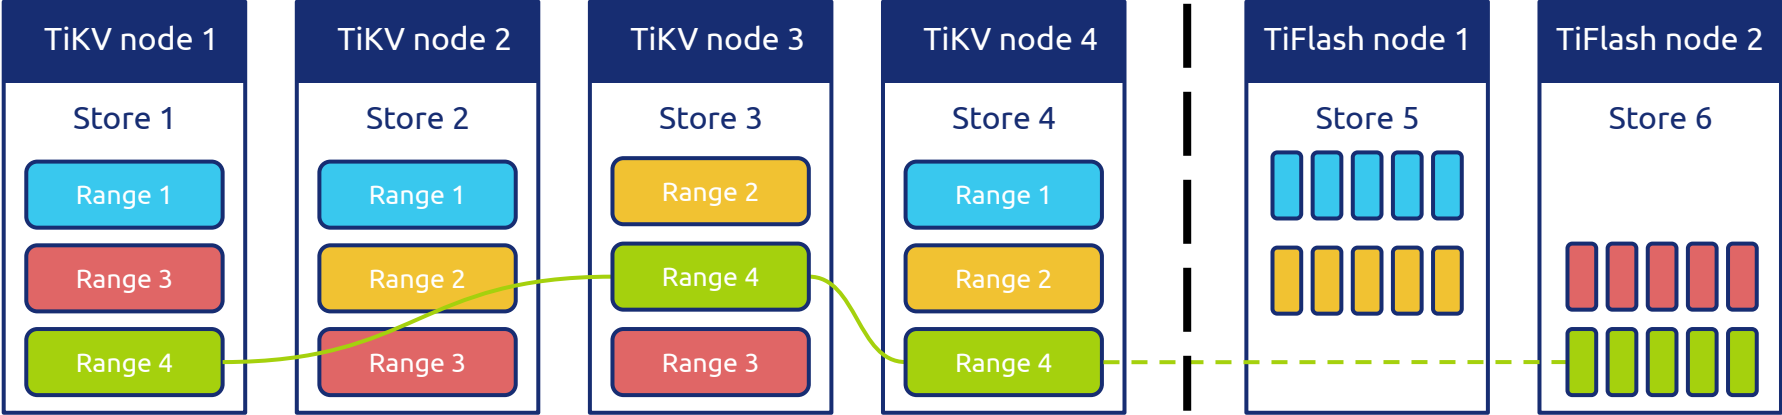 TiKV node 1
Store 1
Range 1
Range 3
Range 4
TiKV node 2
Store 2
Range 1
Range 2
Range 3
TiKV node 3
Store 3
Range 2
Range 4
Range 3
TiKV node 4
Store 4
Range 1
Range 2
Range 4
TiFlash node 1
Store 5
TiFlash node 2
Store 6